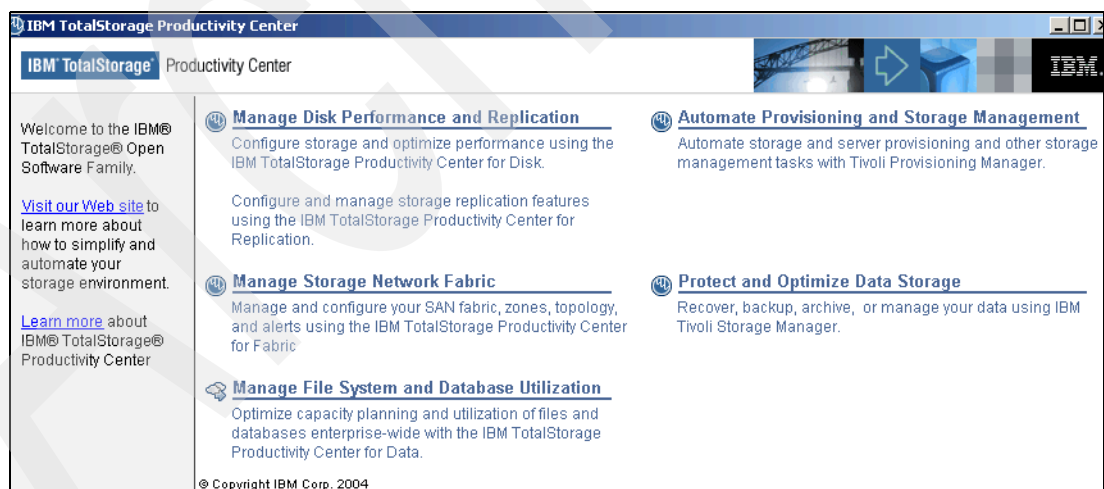 IBM TotalStorage Productivity Center
IBM TotalStorage Productivity Center
IBM.
Welcome to the IBM®
TotalStorage® Open
Software Family.
Visit our Web site to
learn more about
how to simplify and
automate your
storage environment.
Learn more about
IBM® TotalStorage®
Productivity Center
Manage Disk Performance and Replication
Configure storage and optimize performance using the
IBM TotalStorage Productivity Center for Disk.
Configure and manage storage replication features
using the IBM TotalStorage Productivity Center for
Replication.
Manage Storage Network Fabric
Manage and configure your SAN fabric, zones, topology,
and alerts using the IBM TotalStorage Productivity Center
for Fabric
Manage File System and Database Utilization
Optimize capacity planning and utilization of files and
databases enterprise-wide with the IBM TotalStorage
Productivity Center for Data.
Automate Provisioning and Storage Management
Automate storage and server provisioning and other storage
management tasks with Tivoli Provisioning Manager.
Protect and Optimize Data Storage
Recover, backup, archive, or manage your data using IBM
Tivoli Storage Manager.
© Copyright IBM Corp. 2004